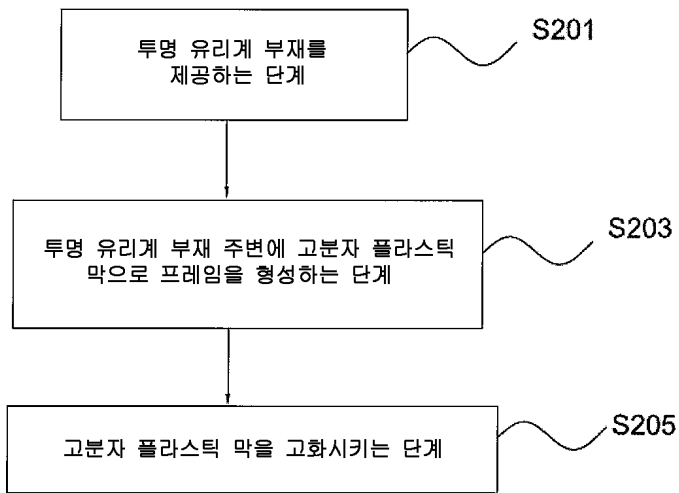 투명 유리계 부재를
제공하는 단계
S201
투명 유리계 부재 주변에 고분자 플라스틱
막으로 프레임을 형성하는 단계
S203
고분자 플라스틱 막을 고화시키는 단계
S205